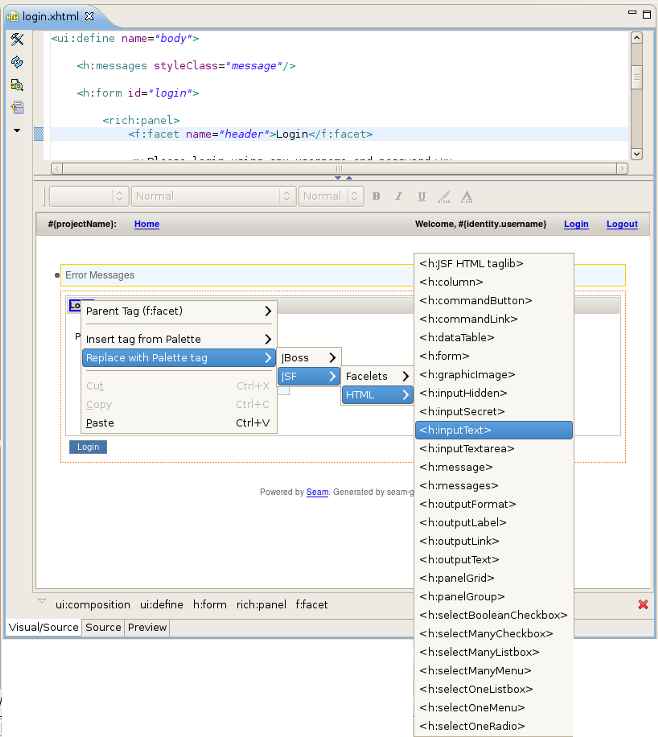 login.xhtml
<ui:define name="body">
<h:messages styleClass="message"/>
<h:form id="login">
<rich:panel>
<f:facet name="header">Login</f:facet>
Normal Normal B I U A
#{projectName}: Home Welcome, #{identity.username} Login Logout
Error Messages
Parent Tag (f:facet)
Insert tag from Palette
Replace with Palette tag
Cut Ctrl+X
Copy Ctrl+C
Paste Ctrl+V
JBoss
JSF
Facelets
HTML
<h:JSF HTML taglib>
<h:column>
<h:commandButton>
<h:commandLink>
<h:dataTable>
<h:form>
<h:graphicImage>
<h:inputHidden>
<h:inputSecret>
<h:inputText>
<h:inputTextarea>
<h:message>
<h:messages>
<h:outputFormat>
<h:outputLabel>
<h:outputLink>
<h:outputText>
<h:panelGrid>
<h:panelGroup>
<h:selectBooleanCheckbox>
<h:selectManyCheckbox>
<h:selectManyListbox>
<h:selectManyMenu>
<h:selectOneListbox>
<h:selectOneMenu>
<h:selectOneRadio>
Login
Powered by Seam. Generated by seam-g
ui:composition ui:define h:form rich:panel f:facet
Visual/Source Source Preview